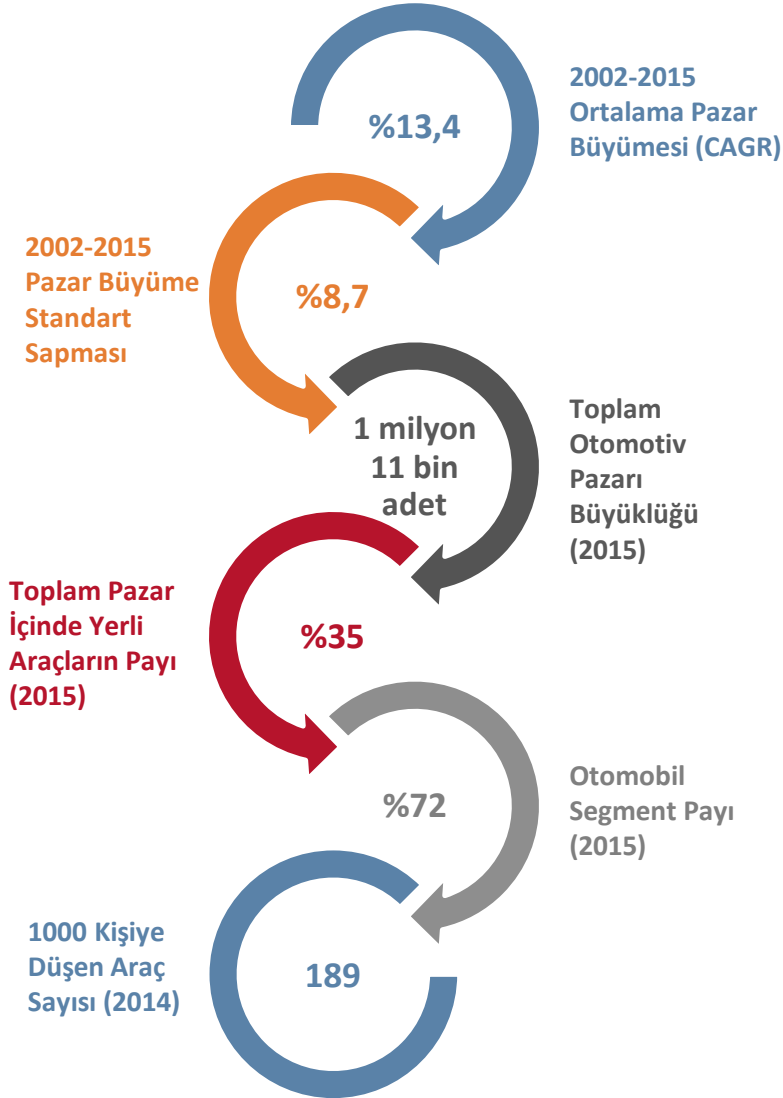 %13,4
2002-2015
Ortalama Pazar
Büyümesi (CAGR)
2002-2015
Pazar Büyüme
Standart
Sapması
%8,7
1 milyon
11 bin
adet
Toplam
Otomotiv
Pazarı
Büyüklüğü
(2015)
Toplam Pazar
İçinde Yerli
Araçların Payı
(2015)
%35
%72
Otomobil
Segment Payı
(2015)
1000 Kişiye
Düşen Araç
Sayısı (2014)
189